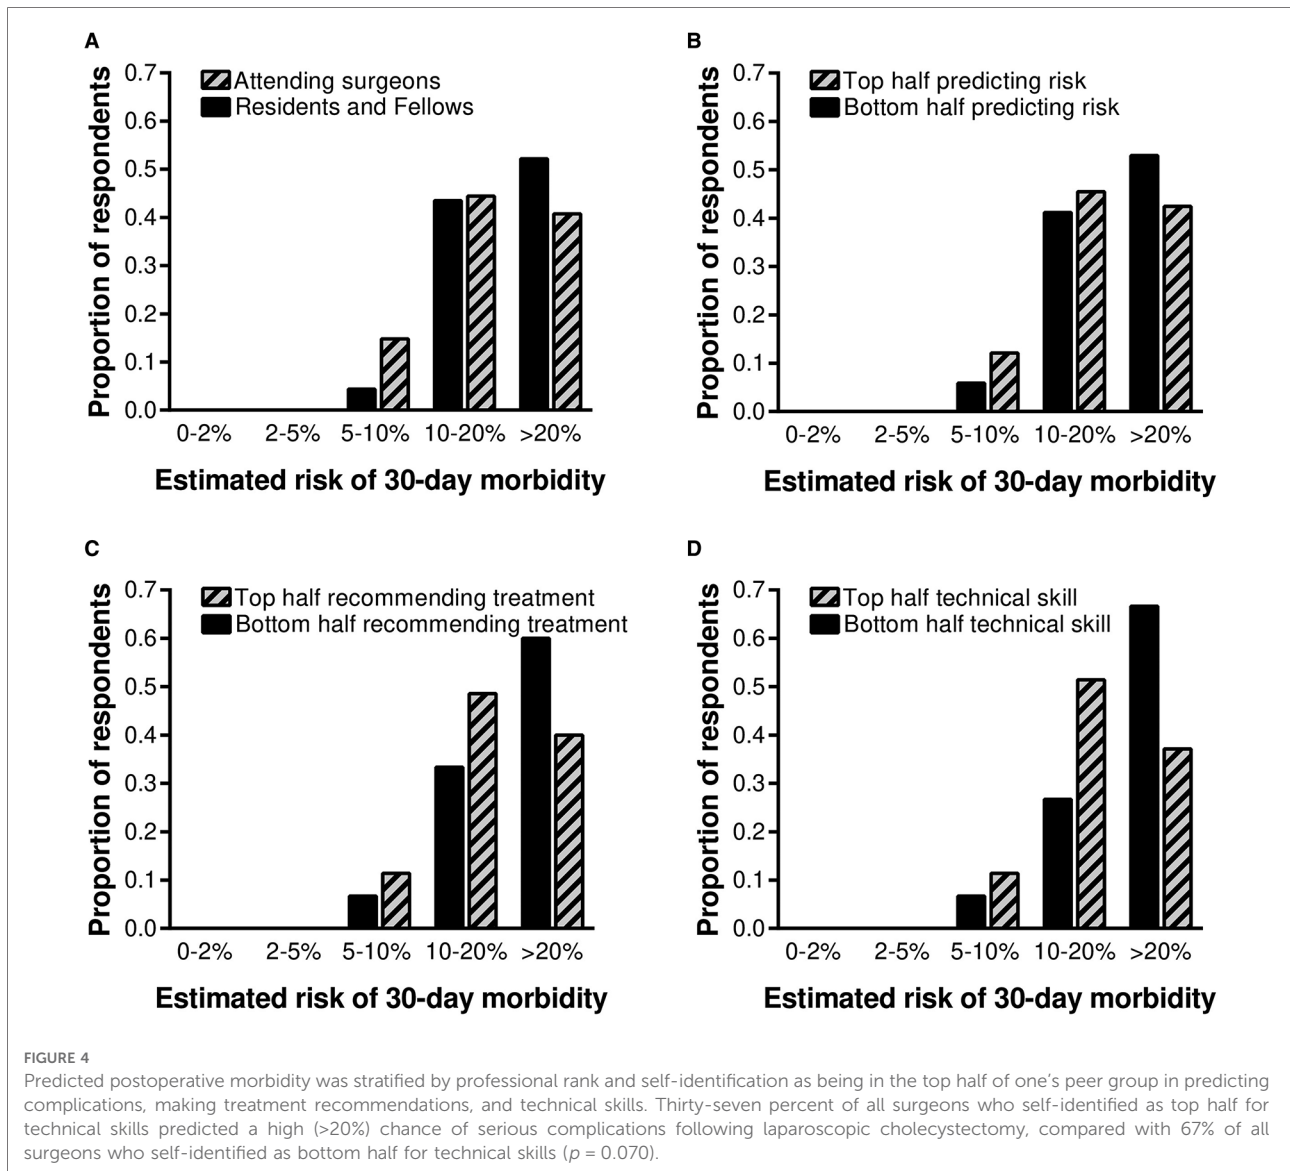 A
Proportion of respondents
0.7
0.6
0.5
0.4
0.3
0.2
0.1
0.0
Attending surgeons
Residents and Fellows
0-2% 2-5% 5-10% 10-20% >20%
Estimated risk of 30-day morbidity
B
Proportion of respondents
0.7
0.6
0.5
0.4
0.3
0.2
0.1
0.0
Top half predicting risk
Bottom half predicting risk
0-2% 2-5% 5-10% 10-20% >20%
Estimated risk of 30-day morbidity
C
Proportion of respondents
0.7
0.6
0.5
0.4
0.3
0.2
0.1
0.0
Top half recommending treatment
Bottom half recommending treatment
0-2% 2-5% 5-10% 10-20% >20%
Estimated risk of 30-day morbidity
D
Proportion of respondents
0.7
0.6
0.5
0.4
0.3
0.2
0.1
0.0
Top half technical skill
Bottom half technical skill
0-2% 2-5% 5-10% 10-20% >20%
Estimated risk of 30-day morbidity
FIGURE 4
Predicted postoperative morbidity was stratified by professional rank and self-identification as being in the top half of one's peer group in predicting
complications, making treatment recommendations, and technical skills. Thirty-seven percent of all surgeons who self-identified as top half for
technical skills predicted a high (>20%) chance of serious complications following laparoscopic cholecystectomy, compared with 67% of all
surgeons who self-identified as bottom half for technical skills (p = 0.070).